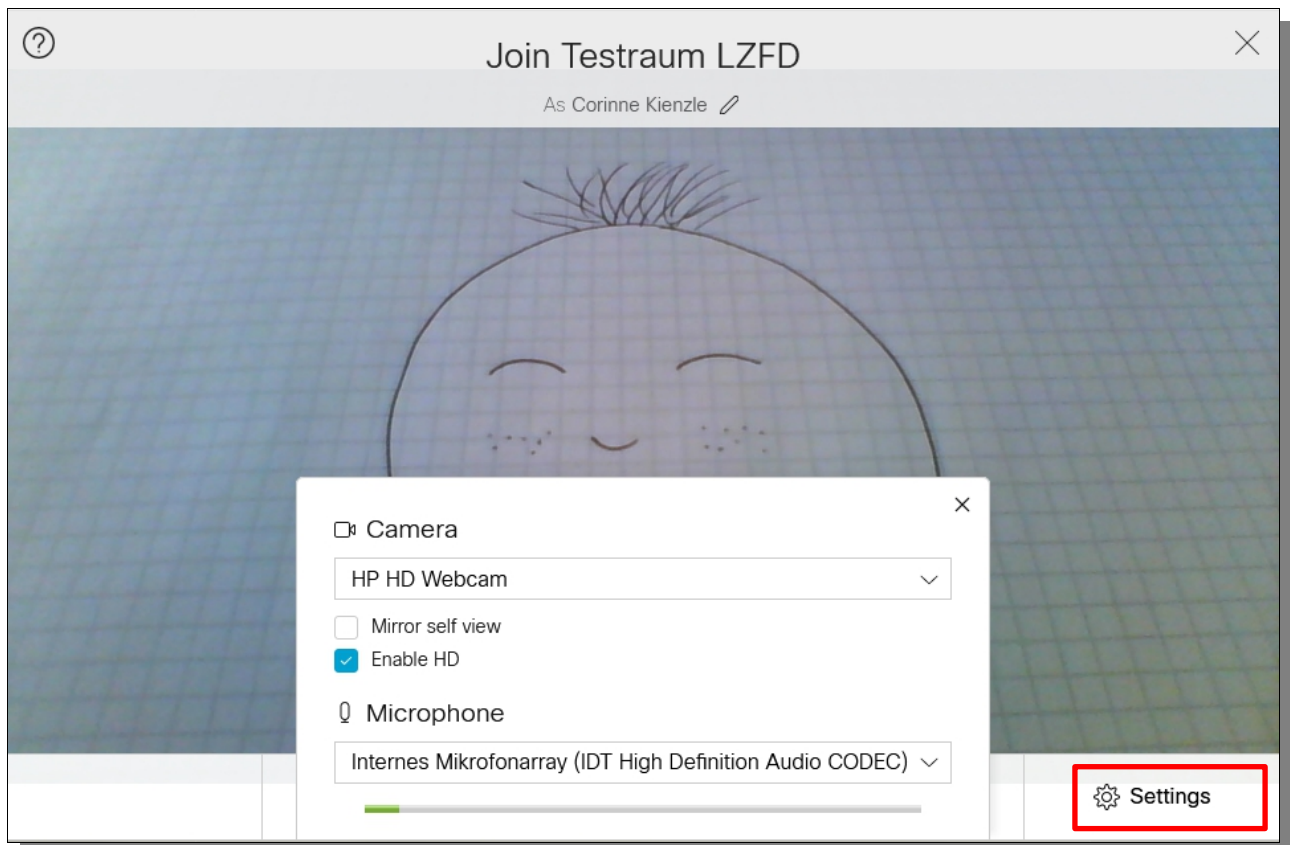 Join Testraum LZFD
As Corinne Kienzle
Camera
HP HD Webcam
Mirror self view
Enable HD
Microphone
Internes Mikrofonarray (IDT High Definition Audio CODEC)
Settings